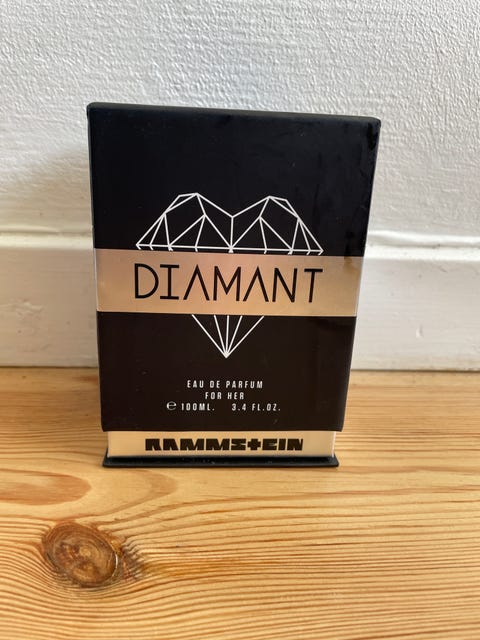 DIAMANT
EAU DE PARFUM
FOR HER
℮ 100ML. 3.4 FL.OZ.
RAMMSTEIN